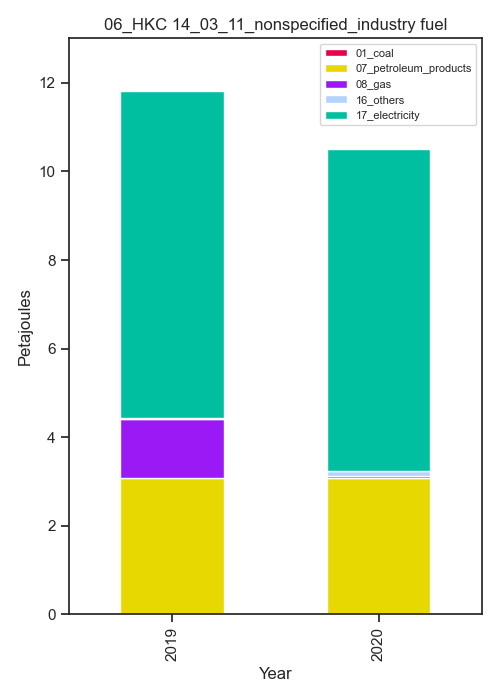 06_HKC 14_03_11_nonspecified_industry fuel
01_coal
07_petroleum_products
08_gas
16_others
17_electricity
12
10
8
6
4
2
0
Petajoules
2019
2020
Year